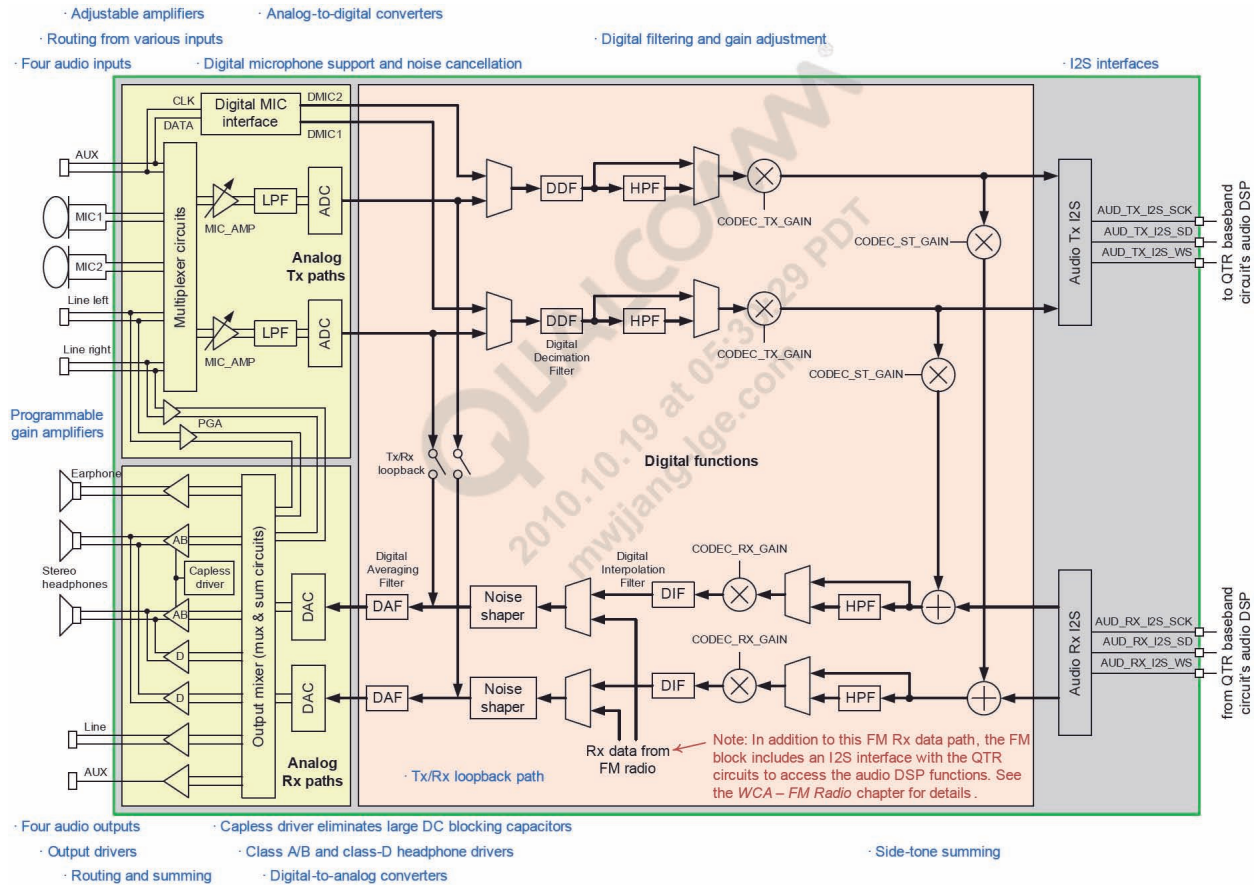 · Adjustable amplifiers
· Analog-to-digital converters
· Routing from various inputs
· Digital filtering and gain adjustment
· Four audio inputs
· Digital microphone support and noise cancellation
· I2S interfaces
CLK
DATA
Digital MIC
interface
DMIC2
DMIC1
AUX
MIC1
MIC2
Line left
Line right
Multiplexer circuits
MIC_AMP
LPF
ADC
Analog
Tx paths
MIC_AMP
LPF
ADC
PGA
Programmable
gain amplifiers
DDF
HPF
CODEC_TX_GAIN
CODEC_ST_GAIN
DDF
HPF
Digital
Decimation
Filter
CODEC_TX_GAIN
CODEC_ST_GAIN
Audio Tx I2S
AUD_TX_I2S_SCK
AUD_TX_I2S_SD
AUD_TX_I2S_WS
to QTR baseband
circuit's audio DSP
Tx/Rx
loopback
Digital functions
QUALCOMM®
2010.10.19 at 05:38:29 PDT
Earphone
Stereo
headphones
AB
Capless
driver
AB
D
D
Line
AUX
Output mixer (mux & sum circuits)
DAC
DAC
Analog
Rx paths
Digital
Averaging
Filter
DAF
Noise
shaper
Digital
Interpolation
Filter
DIF
CODEC_RX_GAIN
HPF
DAF
Noise
shaper
DIF
CODEC_RX_GAIN
HPF
Audio Rx I2S
AUD_RX_I2S_SCK
AUD_RX_I2S_SD
AUD_RX_I2S_WS
from QTR baseband
circuit's audio DSP
Rx data from
FM radio
Note: In addition to this FM Rx data path, the FM
block includes an I2S interface with the QTR
circuits to access the audio DSP functions. See
the WCA – FM Radio chapter for details.
· Tx/Rx loopback path
· Four audio outputs
· Capless driver eliminates large DC blocking capacitors
· Output drivers
· Class A/B and class-D headphone drivers
· Side-tone summing
· Routing and summing
· Digital-to-analog converters